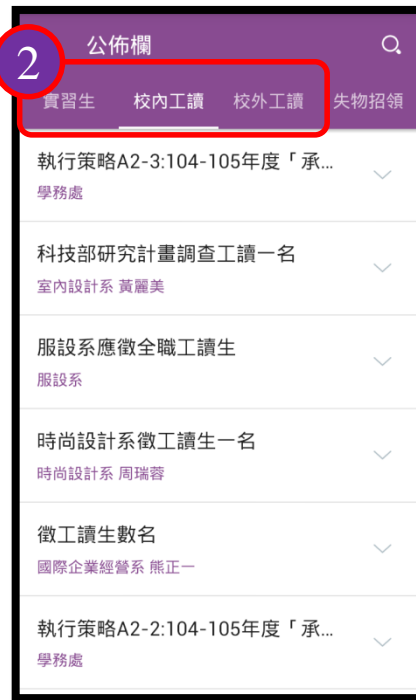 公佈欄
2
實習生 校內工讀 校外工讀 失物招領
執行策略A2-3:104-105年度「承…
學務處
科技部研究計畫調查工讀一名
室內設計系 黃麗美
服設系應徵全職工讀生
服設系
時尚設計系徵工讀生一名
時尚設計系 周瑞蓉
徵工讀生數名
國際企業經營系 熊正一
執行策略A2-2:104-105年度「承…
學務處